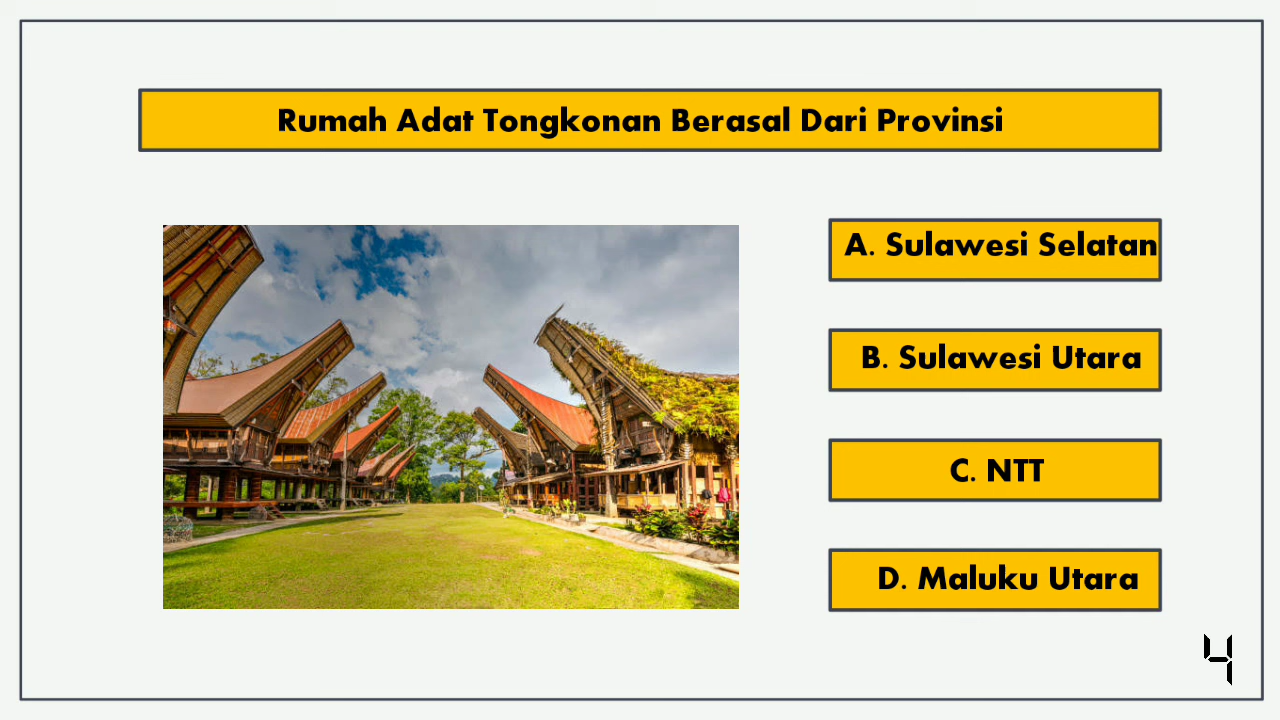 Rumah Adat Tongkonan Berasal Dari Provinsi
A. Sulawesi Selatan
B. Sulawesi Utara
C. NTT
D. Maluku Utara
4